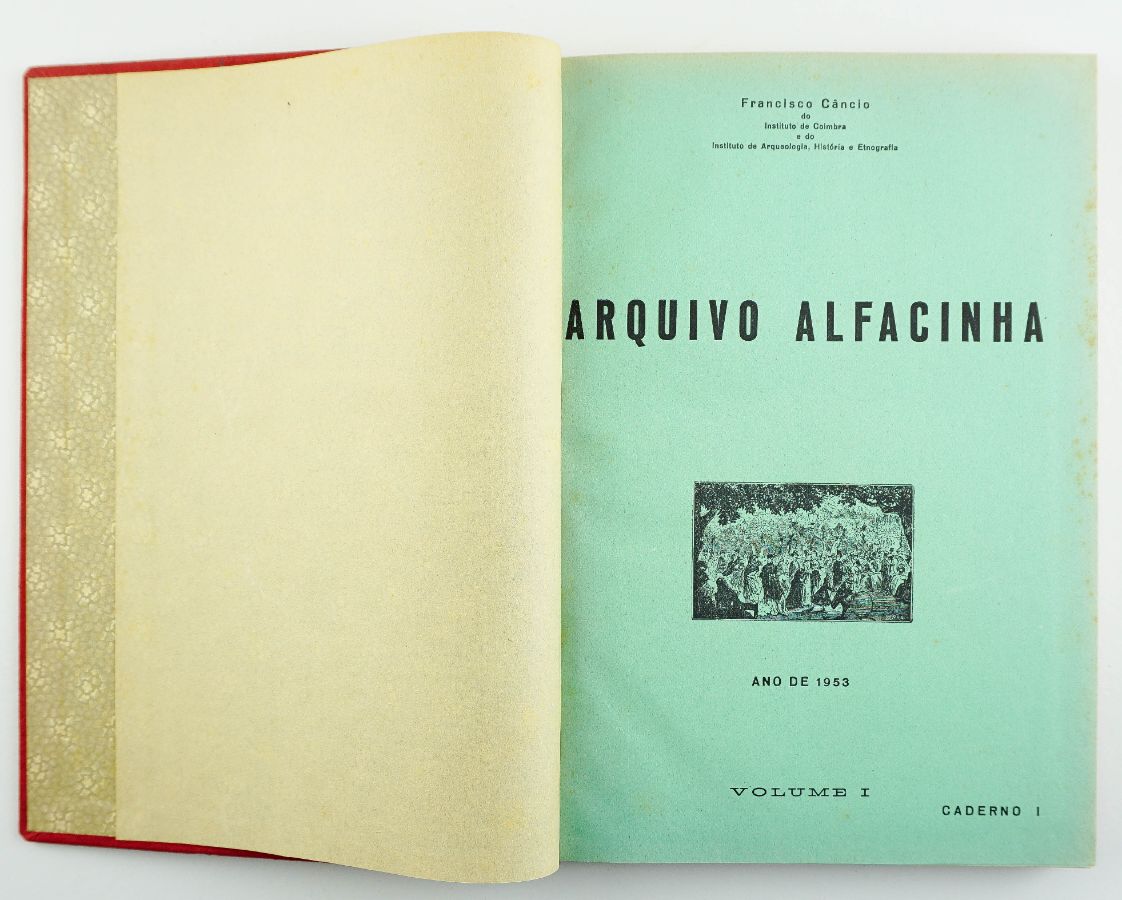 Francisco Câncio
do
Instituto de Coimbra
e do
Instituto de Arqueologia, História e Etnografia
ARQUIVO ALFACINHA
ANO DE 1953
VOLUME I
CADERNO I